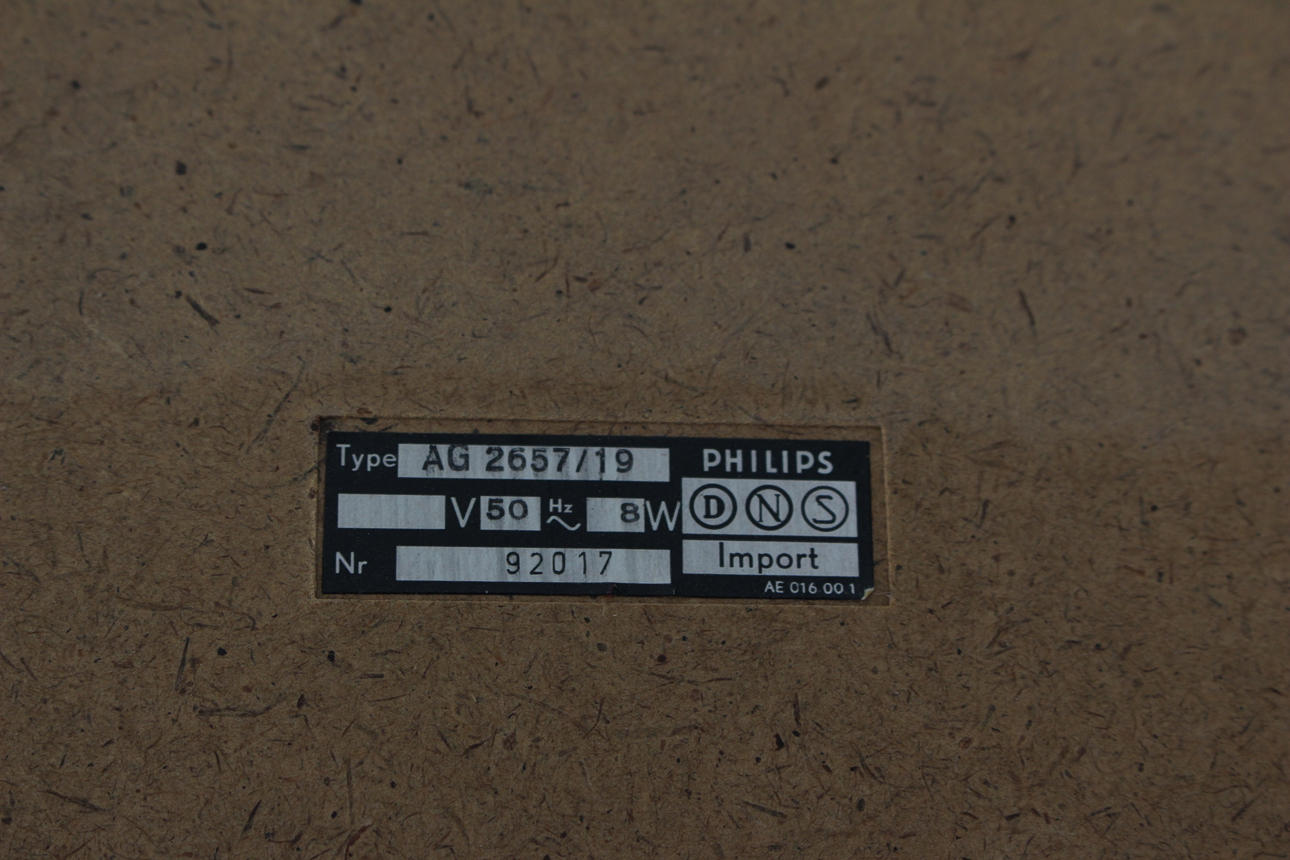 Type AG 2657/19
V 50 Hz ~ 8 W
Nr 92017
PHILIPS
D N S
Import
AE 016 00 1